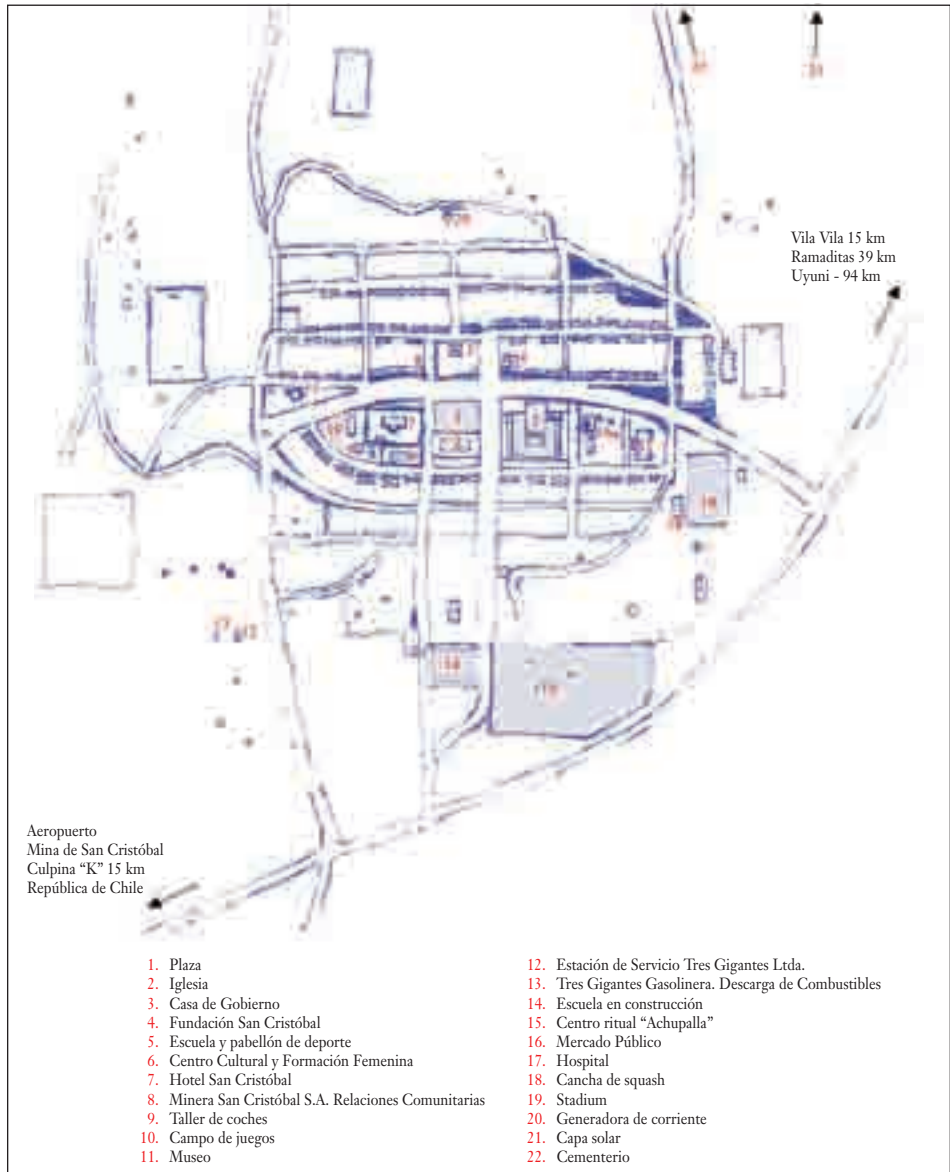 Vila Vila 15 km
Ramaditas 39 km
Uyuni - 94 km
Aeropuerto
Mina de San Cristóbal
Culpina “K” 15 km
República de Chile
1. Plaza
2. Iglesia
3. Casa de Gobierno
4. Fundación San Cristóbal
5. Escuela y pabellón de deporte
6. Centro Cultural y Formación Femenina
7. Hotel San Cristóbal
8. Minera San Cristóbal S.A. Relaciones Comunitarias
9. Taller de coches
10. Campo de juegos
11. Museo
12. Estación de Servicio Tres Gigantes Ltda.
13. Tres Gigantes Gasolinera. Descarga de Combustibles
14. Escuela en construcción
15. Centro ritual “Achupalla”
16. Mercado Público
17. Hospital
18. Cancha de squash
19. Stadium
20. Generadora de corriente
21. Capa solar
22. Cementerio